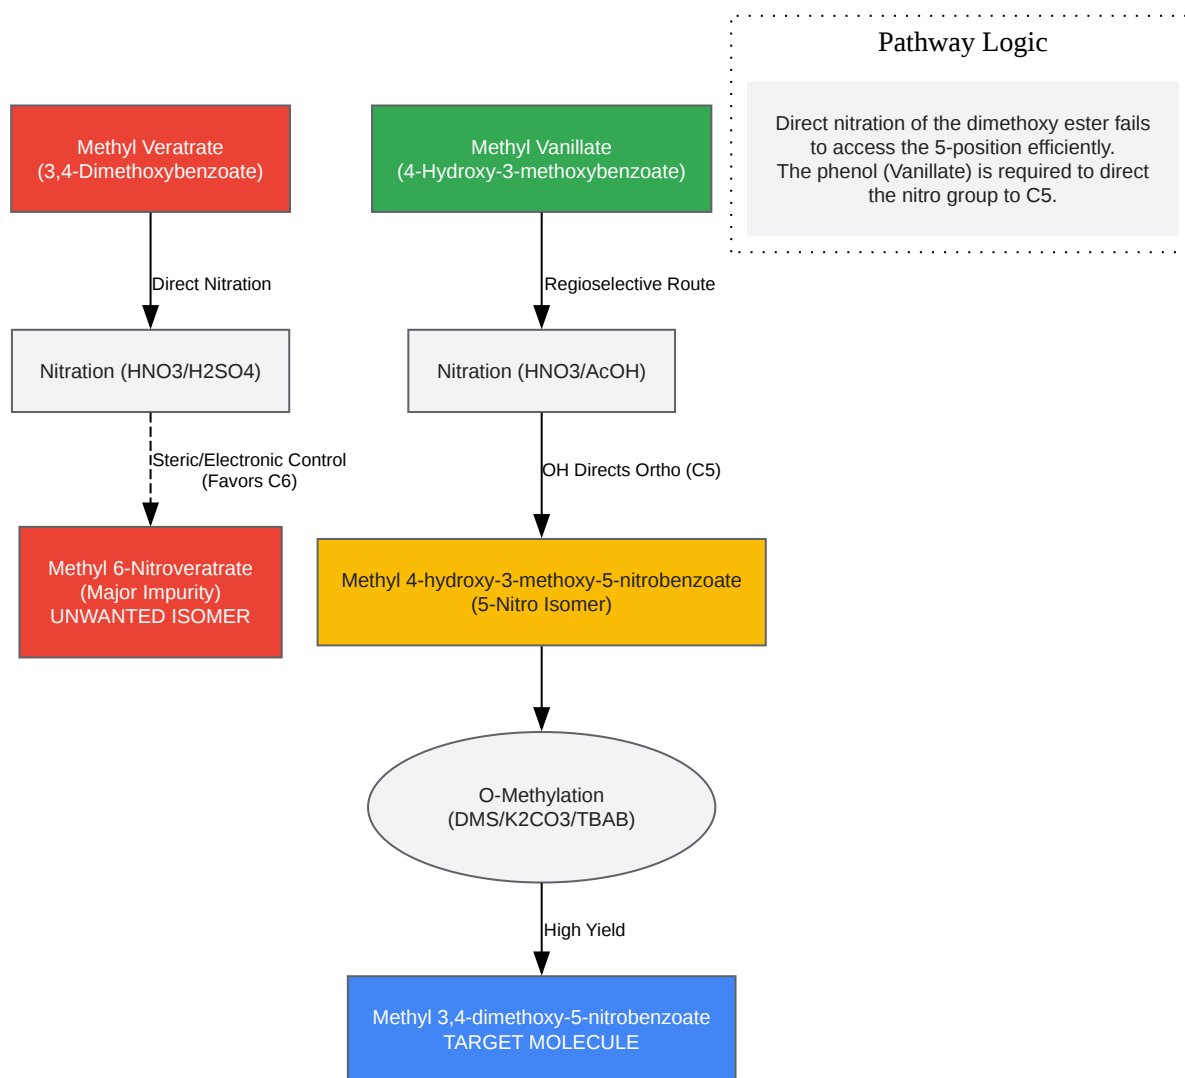 Pathway Logic
Direct nitration of the dimethoxy ester fails
to access the 5-position efficiently.
The phenol (Vanillate) is required to direct
the nitro group to C5.
Methyl Veratrate
(3,4-Dimethoxybenzoate)
Methyl Vanillate
(4-Hydroxy-3-methoxybenzoate)
Direct Nitration
Regioselective Route
Nitration (HNO3/H2SO4)
Nitration (HNO3/AcOH)
Steric/Electronic Control
(Favors C6)
OH Directs Ortho (C5)
Methyl 6-Nitroveratrate
(Major Impurity)
UNWANTED ISOMER
Methyl 4-hydroxy-3-methoxy-5-nitrobenzoate
(5-Nitro Isomer)
O-Methylation
(DMS/K2CO3/TBAB)
High Yield
Methyl 3,4-dimethoxy-5-nitrobenzoate
TARGET MOLECULE